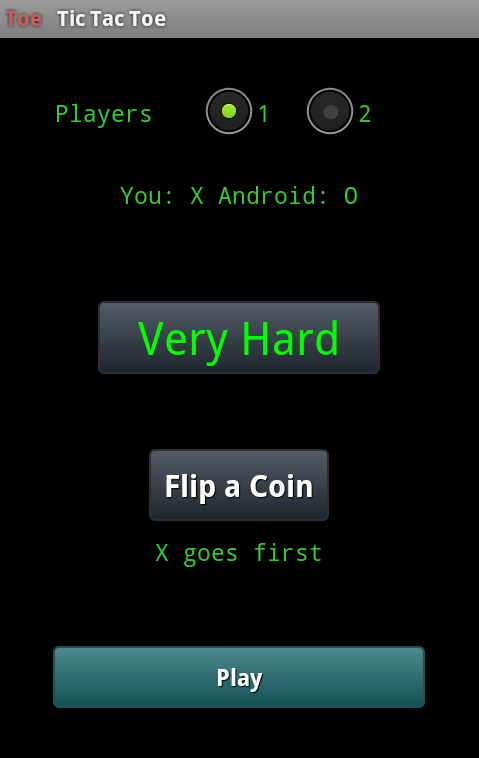 Toe Tic Tac Toe
Players 1 2
You: X Android: O
Very Hard
Flip a Coin
X goes first
Play